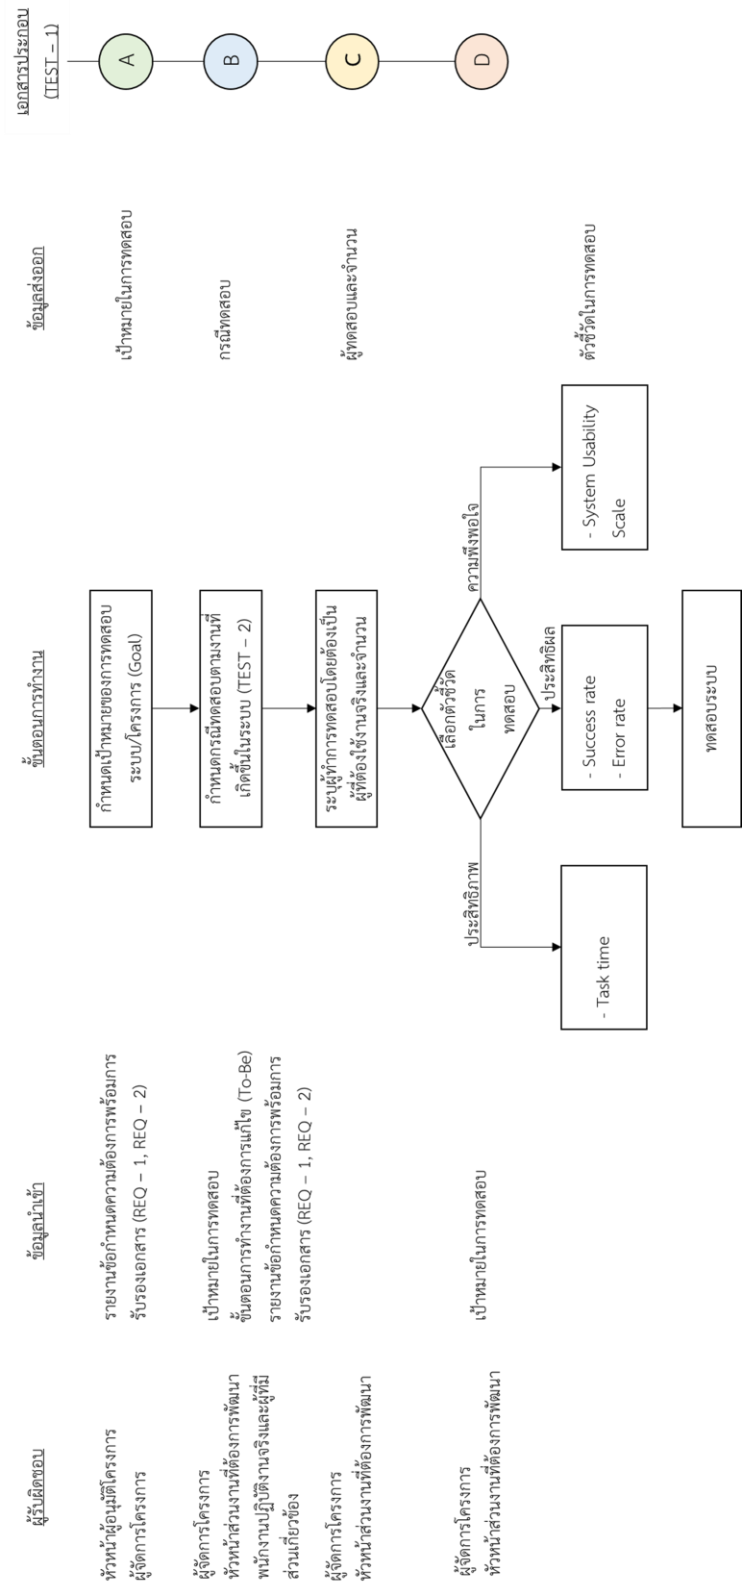 ผู้รับผิดชอบ
ข้อมูลนำเข้า
ขั้นตอนการทำงาน
ข้อมูลส่งออก
เอกสารประกอบ
(TEST – 1)
หัวหน้าผู้อนุมัติโครงการ
ผู้จัดการโครงการ
รายงานข้อกำหนดความต้องการพร้อมการ
รับรองเอกสาร (REQ – 1, REQ – 2)
กำหนดเป้าหมายของการทดสอบ
ระบบ/โครงการ (Goal)
เป้าหมายในการทดสอบ
A
ผู้จัดการโครงการ
หัวหน้าส่วนงานที่ต้องการพัฒนา
พนักงานปฏิบัติงานจริงและผู้ที่มี
ส่วนเกี่ยวข้อง
เป้าหมายในการทดสอบ
ขั้นตอนการทำงานที่ต้องการแก้ไข (To-Be)
รายงานข้อกำหนดความต้องการพร้อมการ
รับรองเอกสาร (REQ – 1, REQ – 2)
กำหนดกรณีทดสอบตามงานที่
เกิดขึ้นในระบบ (TEST – 2)
กรณีทดสอบ
B
ผู้จัดการโครงการ
หัวหน้าส่วนงานที่ต้องการพัฒนา
ระบุผู้ทำการทดสอบโดยต้องเป็น
ผู้ที่ต้องใช้งานจริงและจำนวน
ผู้ทดสอบและจำนวน
C
ผู้จัดการโครงการ
หัวหน้าส่วนงานที่ต้องการพัฒนา
เป้าหมายในการทดสอบ
ประสิทธิภาพ
เลือกตัวชี้วัด
ในการ
ทดสอบ
ความพึงพอใจ
D
ประสิทธิผล
- Task time
- Success rate
- Error rate
- System Usability
Scale
ตัวชี้วัดในการทดสอบ
ทดสอบระบบ